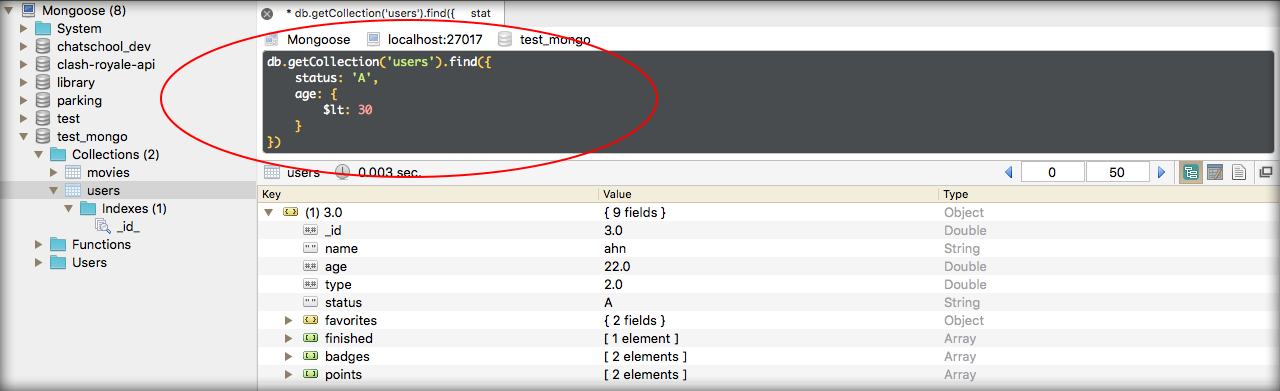 Mongoose (8)
System
chatschool_dev
clash-royale-api
library
parking
test
test_mongo
Collections (2)
movies
users
Indexes (1)
_id_
Functions
Users
* db.getCollection('users').find({ stat
Mongoose localhost:27017 test_mongo
db.getCollection('users').find({
    status: 'A',
    age: {
        $lt: 30
    }
})
users 0.003 sec. 0 50
Key Value Type
(1) 3.0 { 9 fields } Object
_id 3.0 Double
name ahn String
age 22.0 Double
type 2.0 Double
status A String
favorites { 2 fields } Object
finished [ 1 element ] Array
badges [ 2 elements ] Array
points [ 2 elements ] Array